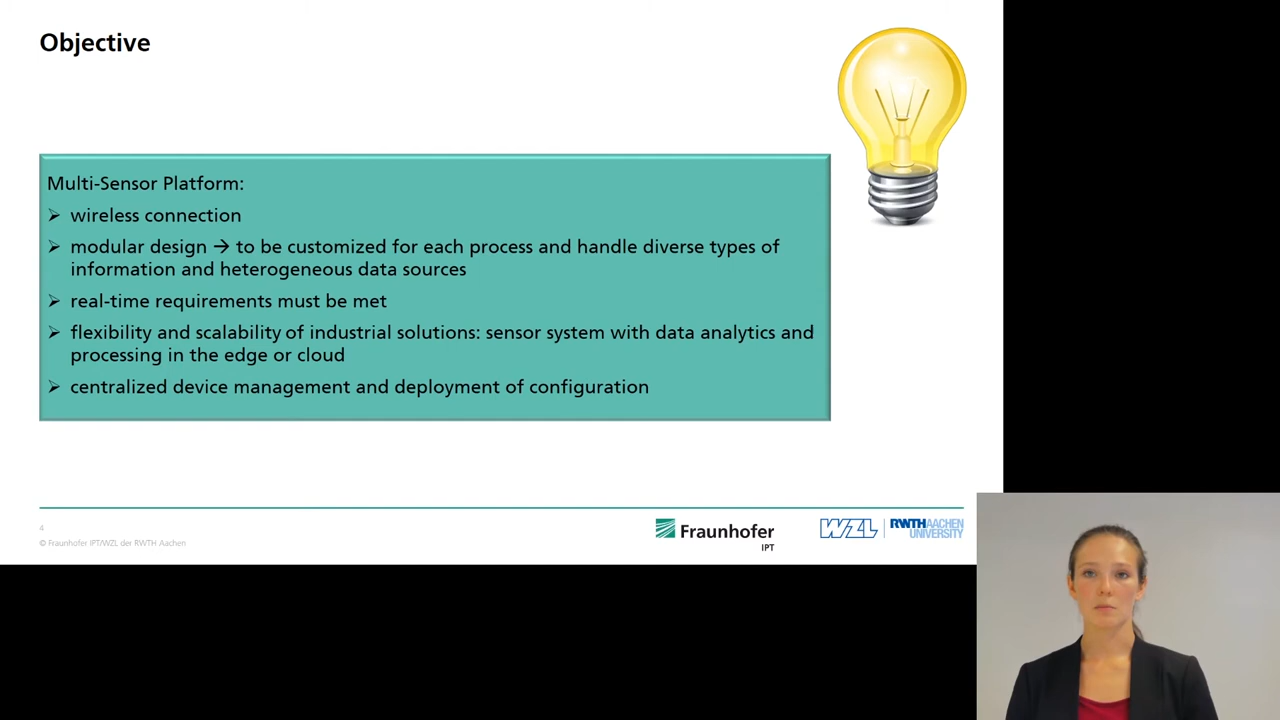 Objective
Multi-Sensor Platform:
➢ wireless connection
➢ modular design → to be customized for each process and handle diverse types of
information and heterogeneous data sources
➢ real-time requirements must be met
➢ flexibility and scalability of industrial solutions: sensor system with data analytics and
processing in the edge or cloud
➢ centralized device management and deployment of configuration
4
© Fraunhofer IPT/WZL der RWTH Aachen
Fraunhofer
IPT
WZL
RWTH AACHEN
UNIVERSITY